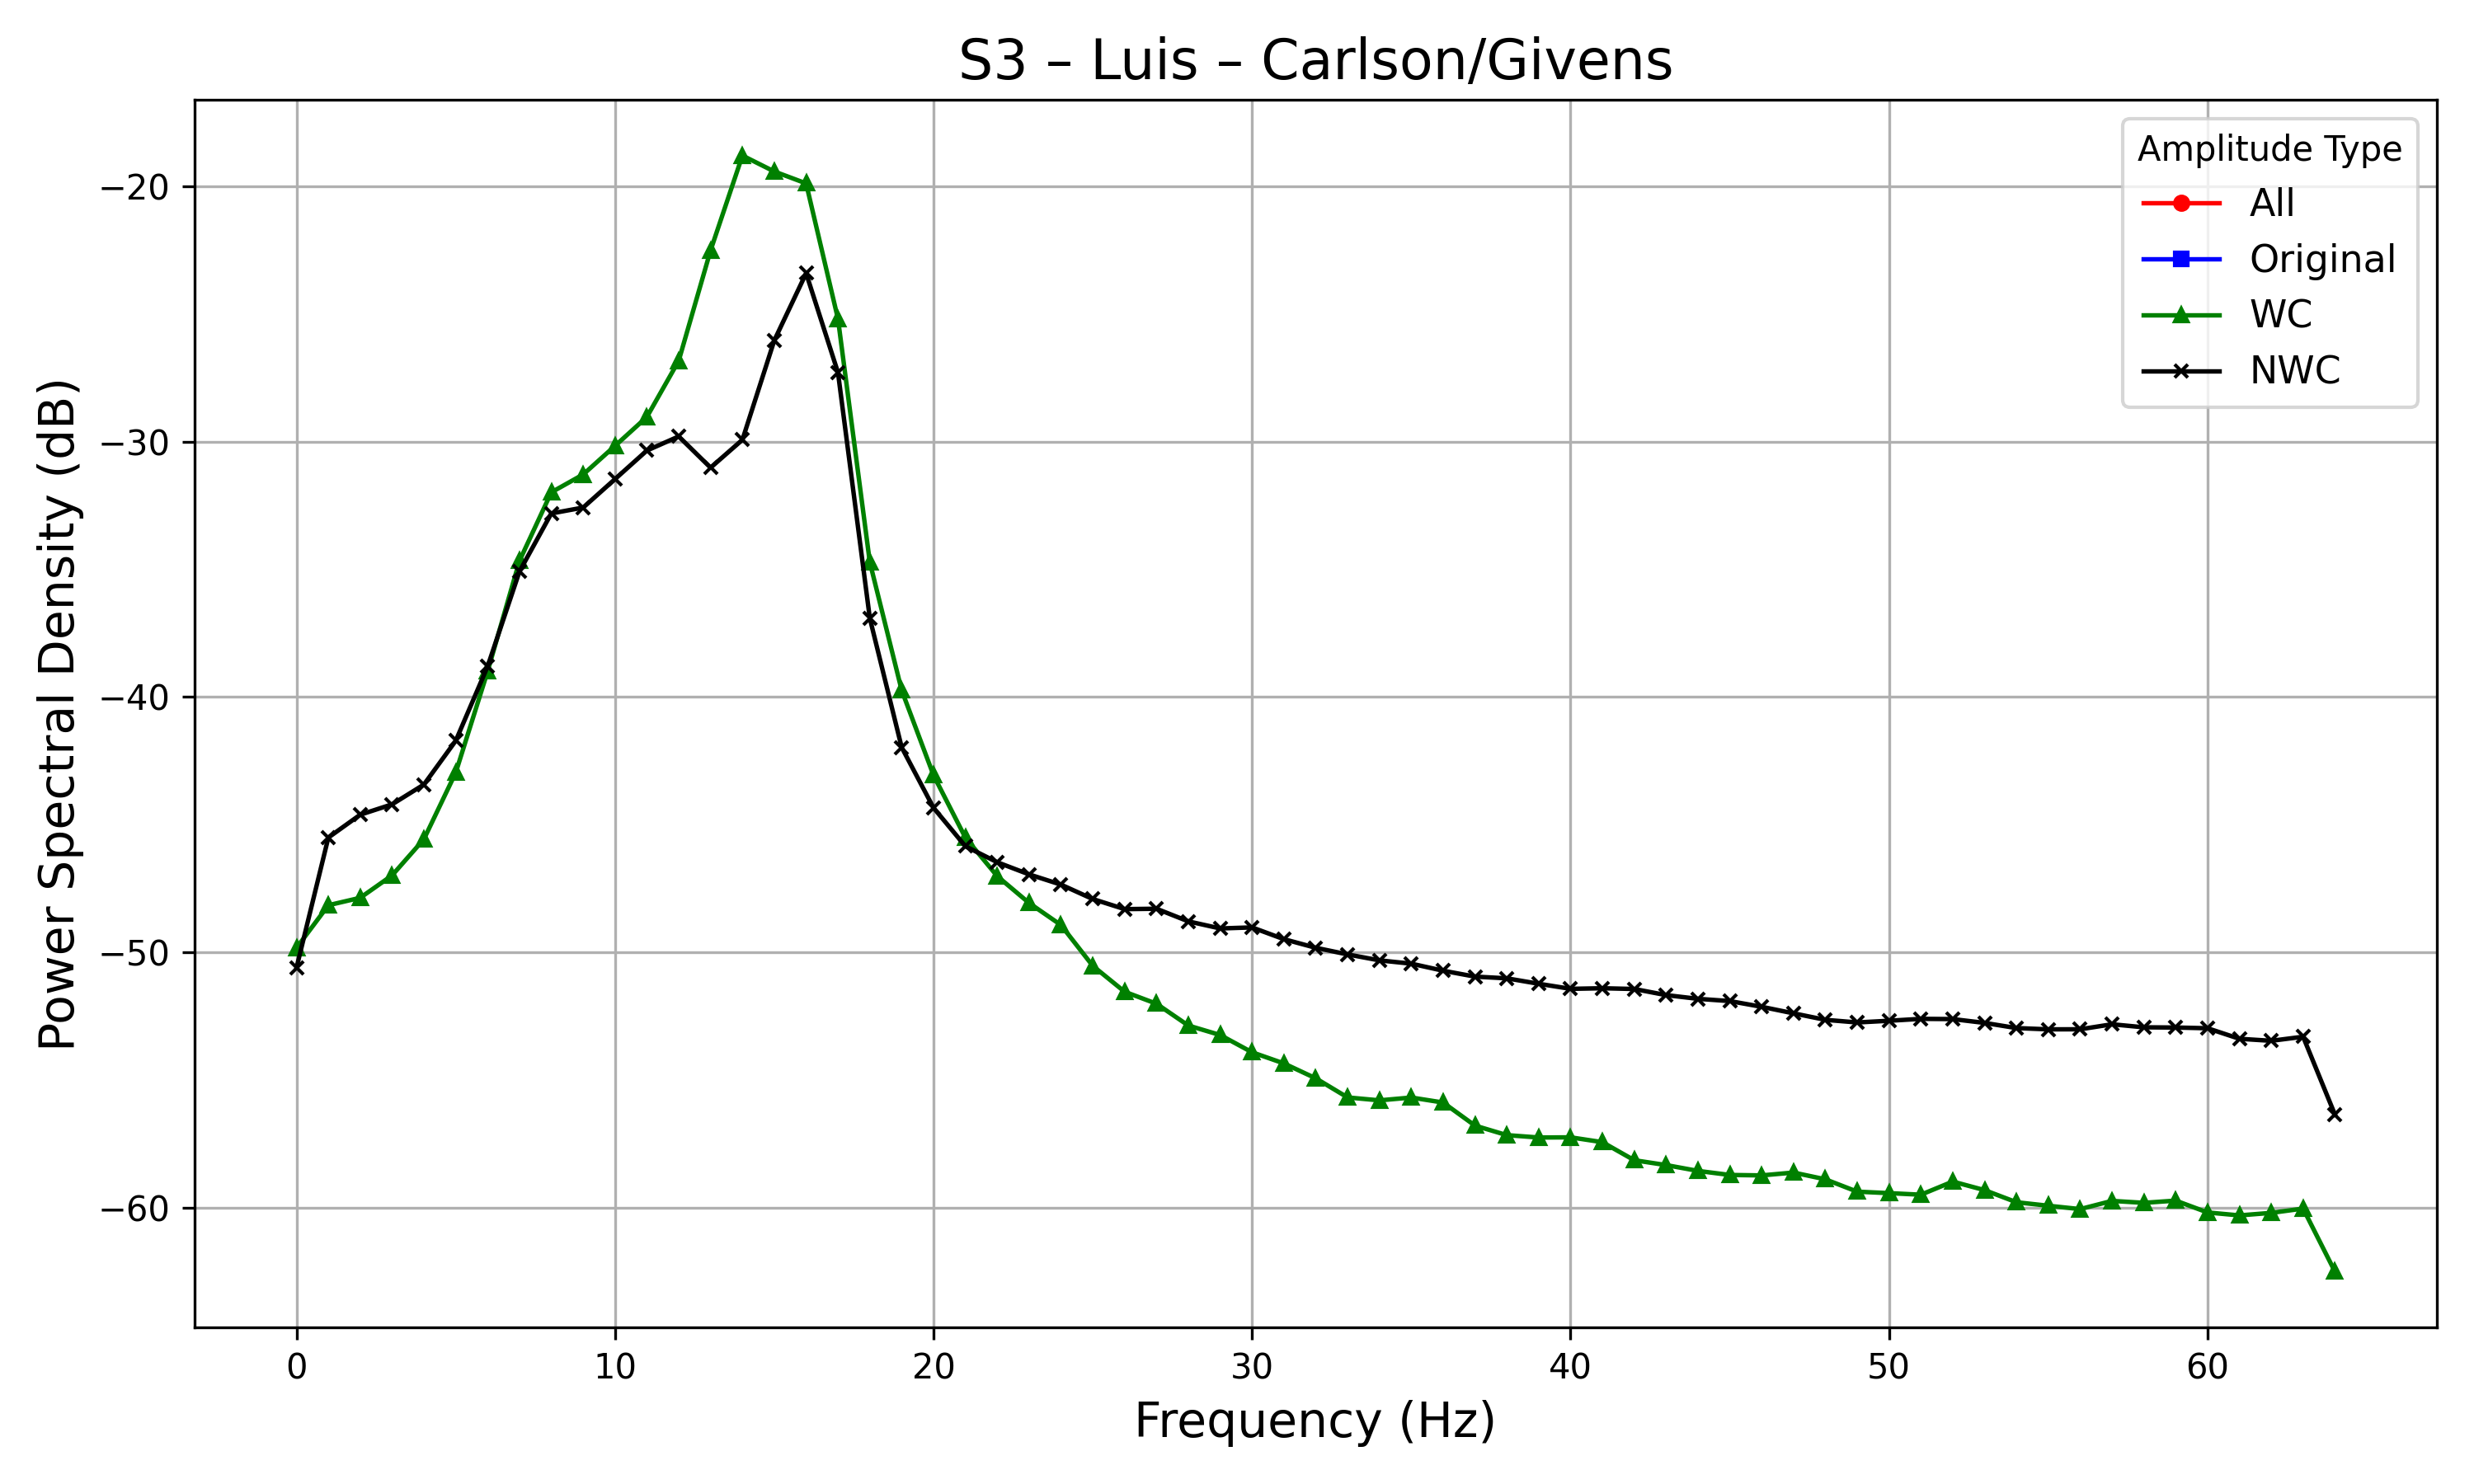 S3 – Luis – Carlson/Givens
Amplitude Type
All
Original
WC
NWC
Power Spectral Density (dB)
−20
−30
−40
−50
−60
0 10 20 30 40 50 60
Frequency (Hz)